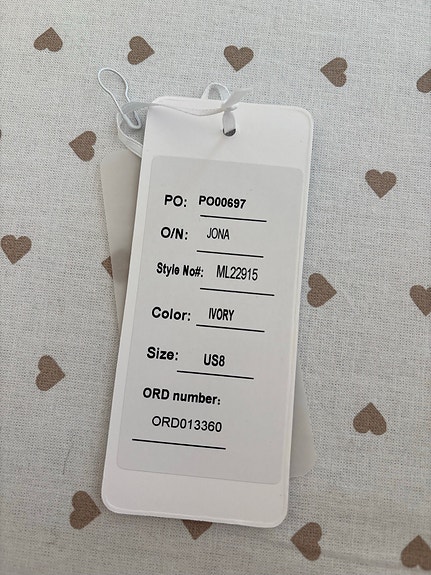 PO: PO00697
O/N: JONA
Style No#: ML22915
Color: IVORY
Size: US8
ORD number:
ORD013360